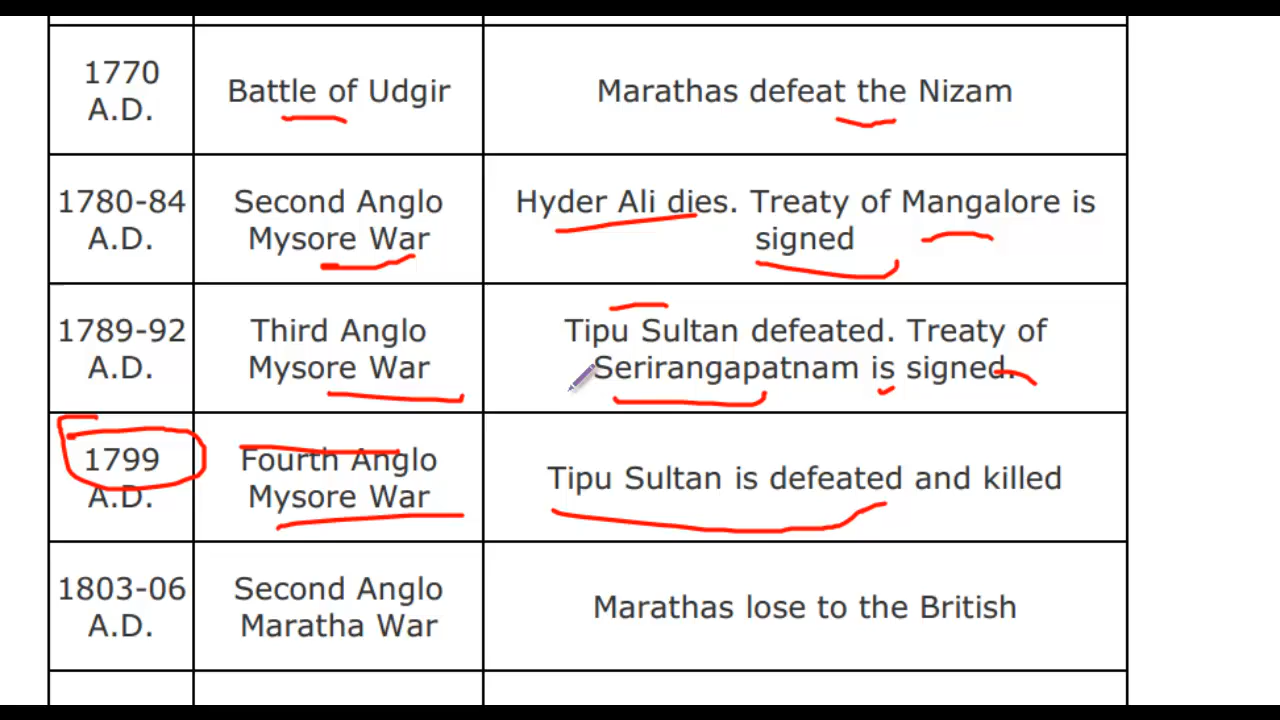 1770
A.D.
Battle of Udgir
Marathas defeat the Nizam
1780-84
A.D.
Second Anglo
Mysore War
Hyder Ali dies. Treaty of Mangalore is
signed
1789-92
A.D.
Third Anglo
Mysore War
Tipu Sultan defeated. Treaty of
Serirangapatnam is signed.
1799
A.D.
Fourth Anglo
Mysore War
Tipu Sultan is defeated and killed
1803-06
A.D.
Second Anglo
Maratha War
Marathas lose to the British